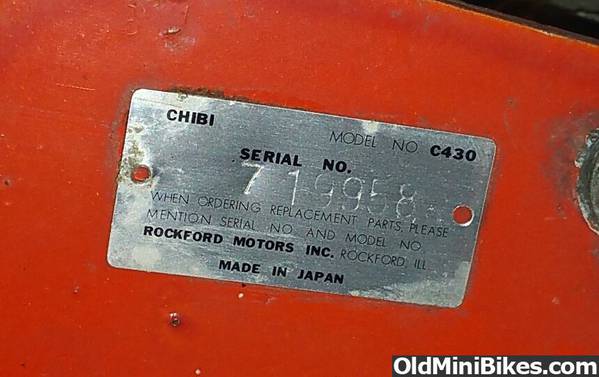 CHIBI
MODEL NO C430
SERIAL NO.
719958
WHEN ORDERING REPLACEMENT PARTS, PLEASE
MENTION SERIAL NO. AND MODEL NO.
ROCKFORD MOTORS INC. ROCKFORD, ILL
MADE IN JAPAN
OldMiniBikes.com